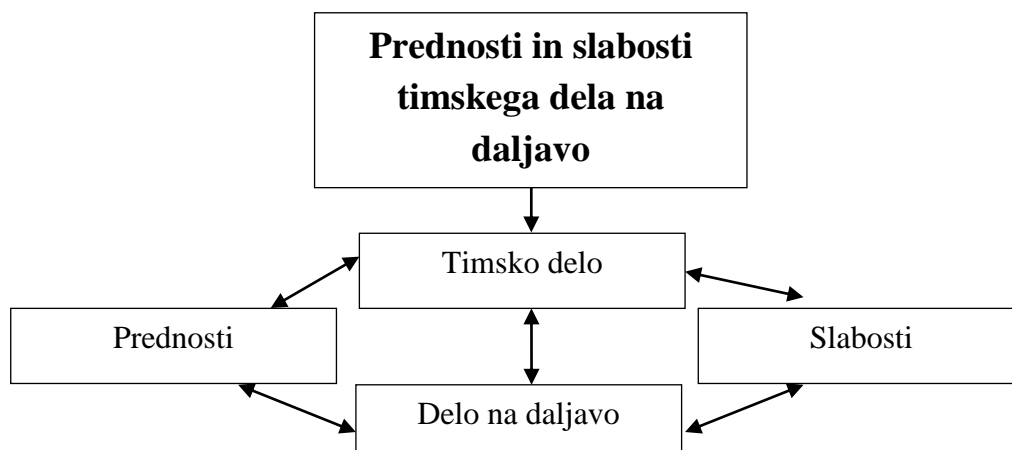 Prednosti in slabosti
timskega dela na
daljavo
Timsko delo
Prednosti
Slabosti
Delo na daljavo